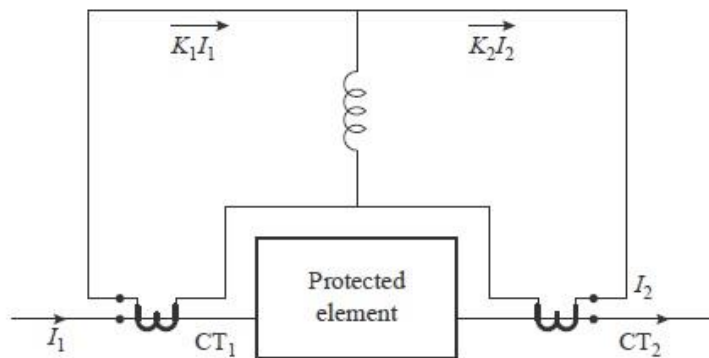 K₁I₁
K₂I₂
Protected
element
I₂
I₁
CT₁
CT₂